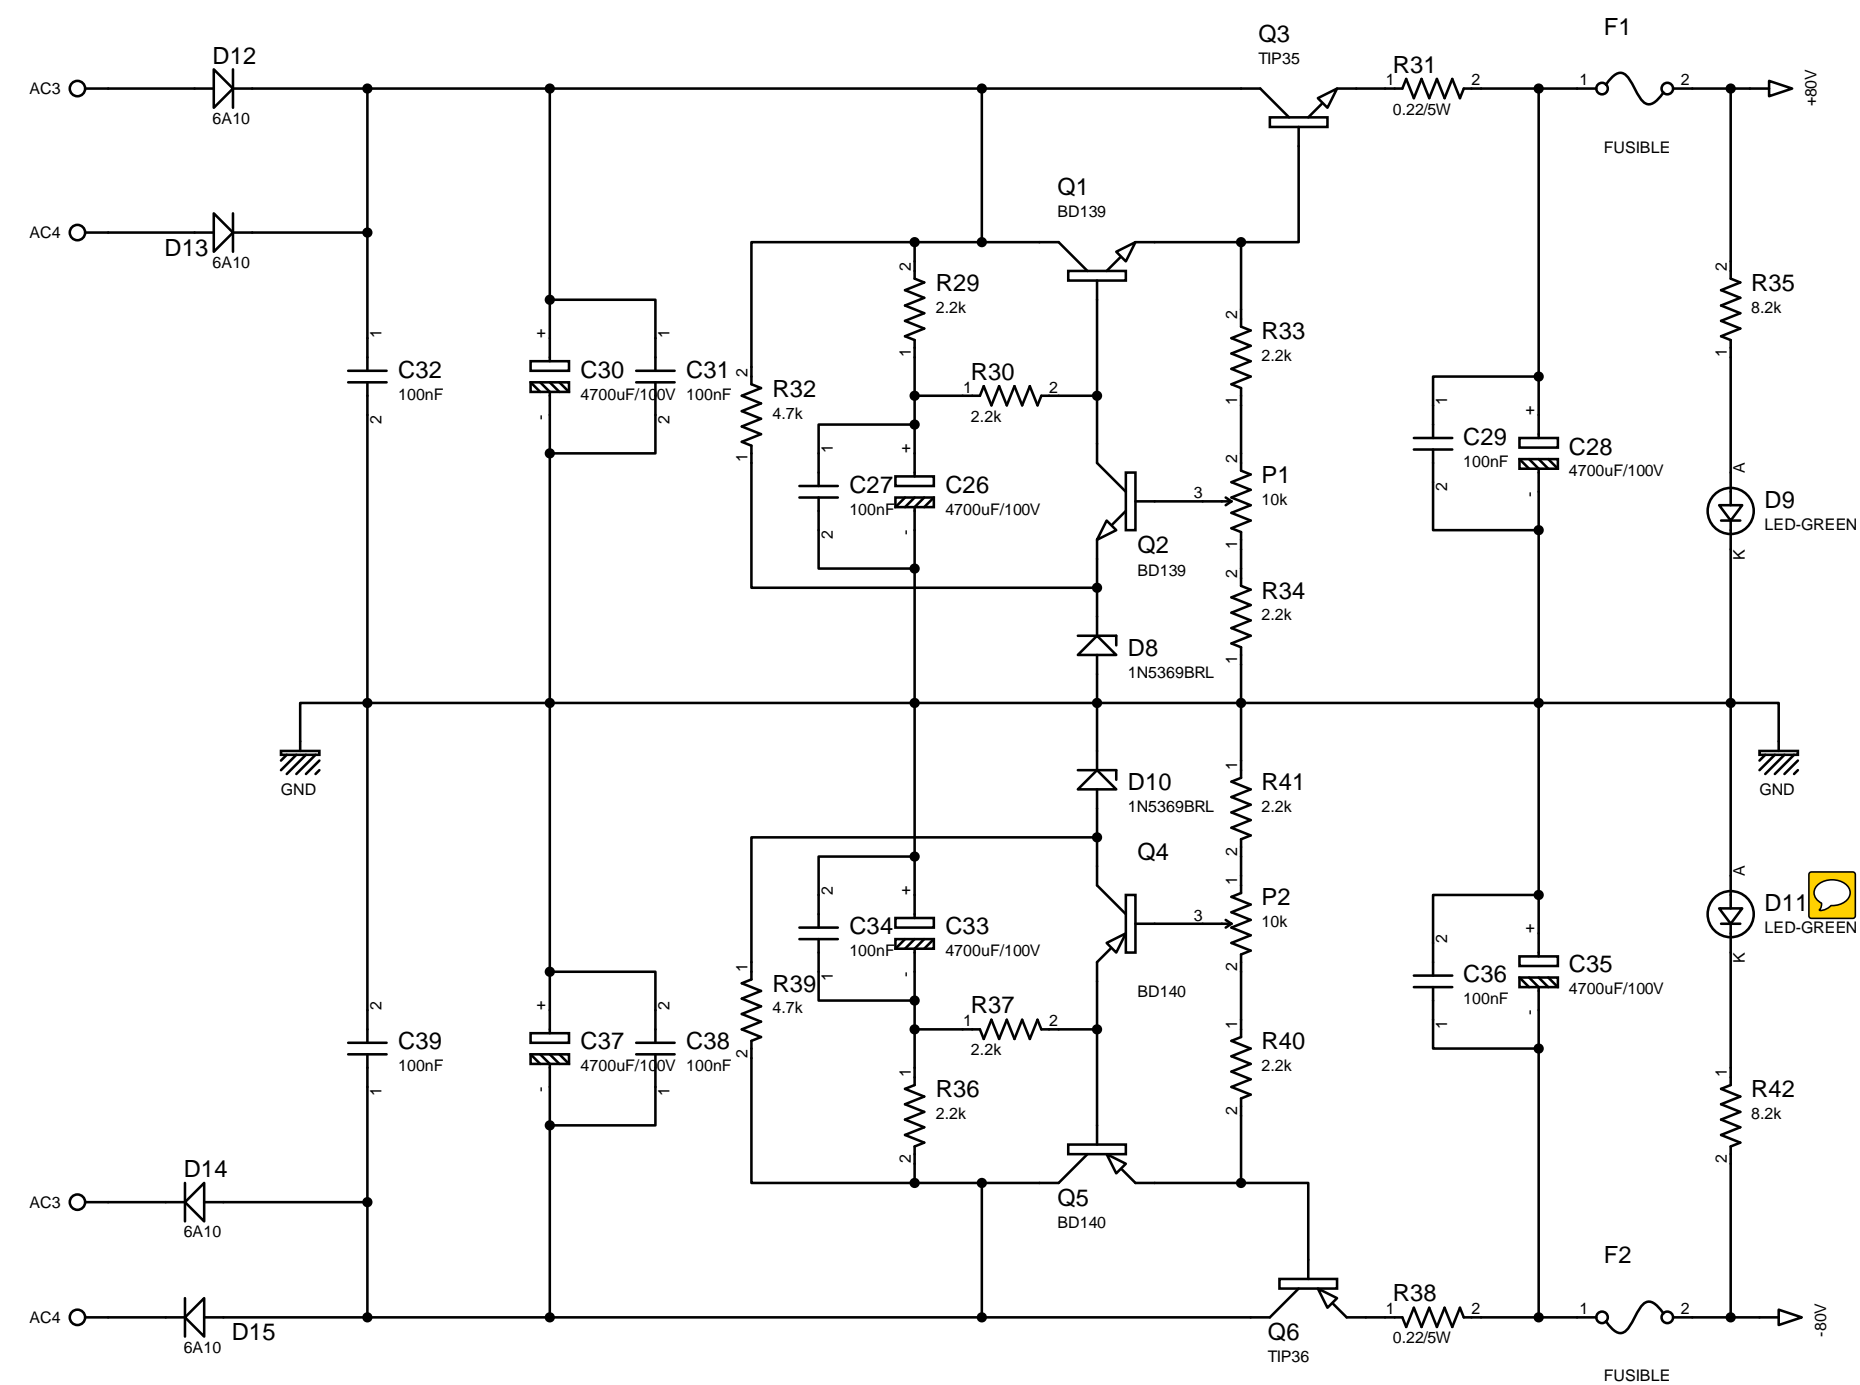 F1
Q3
TIP35
D12
R31
AC3
1
2
1
2
+80V
6A10
0.22/5W
FUSIBLE
Q1
BD139
AC4
D13
6A10
2
R29
2.2k
1
2
R33
2.2k
1
2
R35
8.2k
1
1
C32
100nF
2
+
C30
4700uF/100V
-
1
C31
100nF
2
2
R32
4.7k
1
1
R30
2
2.2k
1
C27
100nF
2
+
C26
4700uF/100V
-
2
P1
10k
3
1
Q2
BD139
2
R34
2.2k
1
1
C29
100nF
2
+
C28
4700uF/100V
-
A
D9
LED-GREEN
K
D8
1N5369BRL
GND
GND
D10
1N5369BRL
1
R41
2.2k
2
Q4
BD140
1
P2
10k
3
2
2
C34
100nF
1
+
C33
4700uF/100V
-
A
D11
LED-GREEN
K
2
C36
100nF
1
+
C35
4700uF/100V
-
2
C39
100nF
1
+
C37
4700uF/100V
-
2
C38
100nF
1
1
R39
4.7k
2
1
R37
2
2.2k
1
R36
2.2k
2
1
R40
2.2k
2
1
R42
8.2k
2
D14
AC3
6A10
Q5
BD140
F2
R38
AC4
1
2
1
2
-80V
D15
6A10
Q6
TIP36
0.22/5W
FUSIBLE